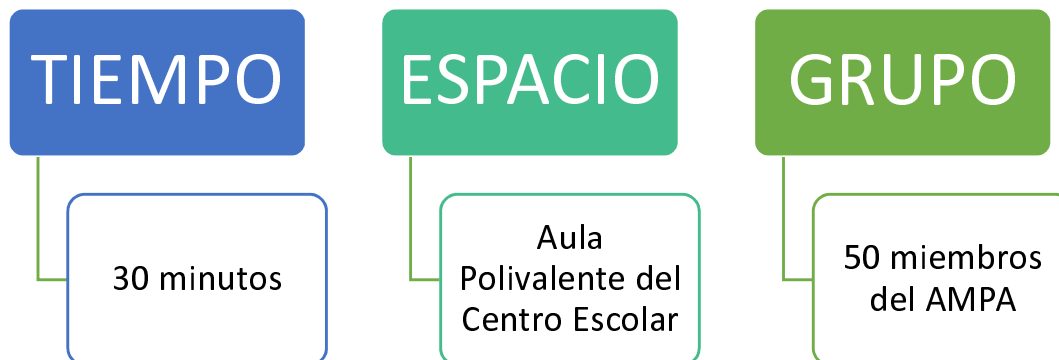 TIEMPO
30 minutos
ESPACIO
Aula
Polivalente del
Centro Escolar
GRUPO
50 miembros
del AMPA